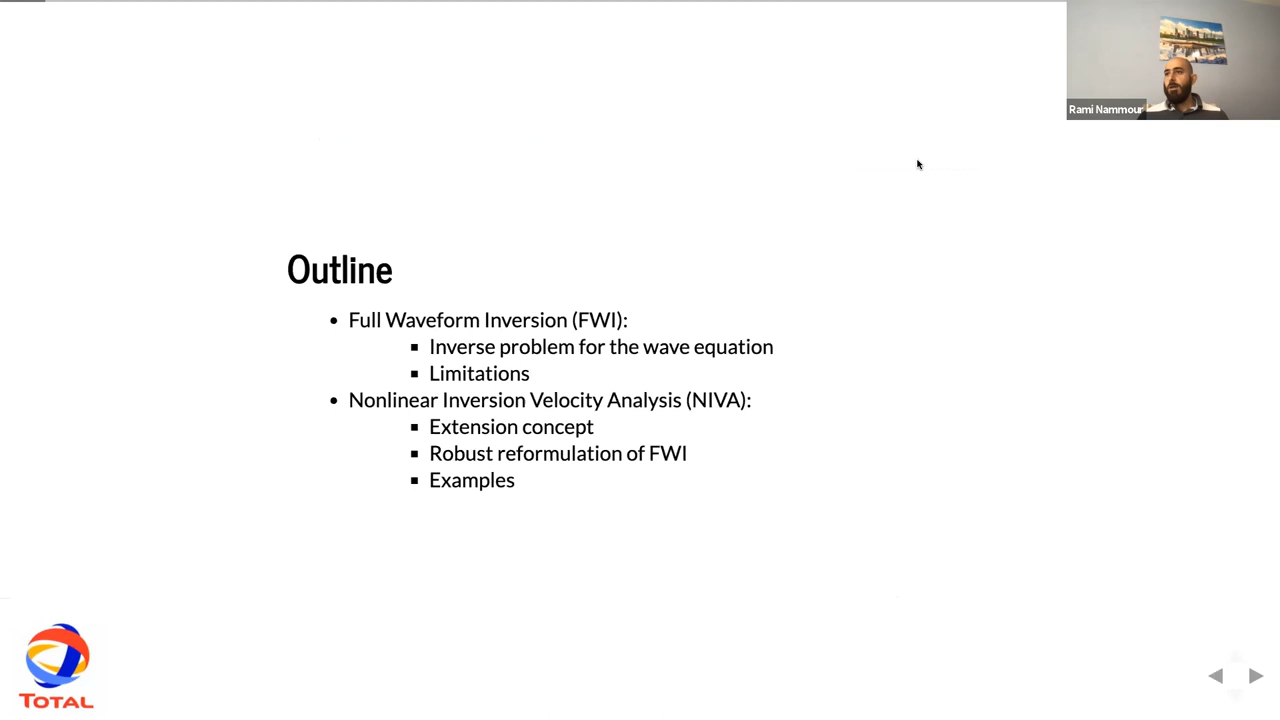 Rami Nammour
Outline
Full Waveform Inversion (FWI):
Inverse problem for the wave equation
Limitations
Nonlinear Inversion Velocity Analysis (NIVA):
Extension concept
Robust reformulation of FWI
Examples
TOTAL